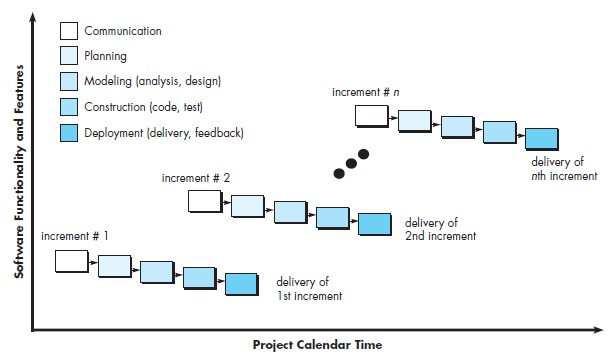 Communication
Planning
Modeling (analysis, design)
Construction (code, test)
Deployment (delivery, feedback)
Software Functionality and Features
increment # n
delivery of
nth increment
increment # 2
delivery of
2nd increment
increment # 1
delivery of
1st increment
Project Calendar Time